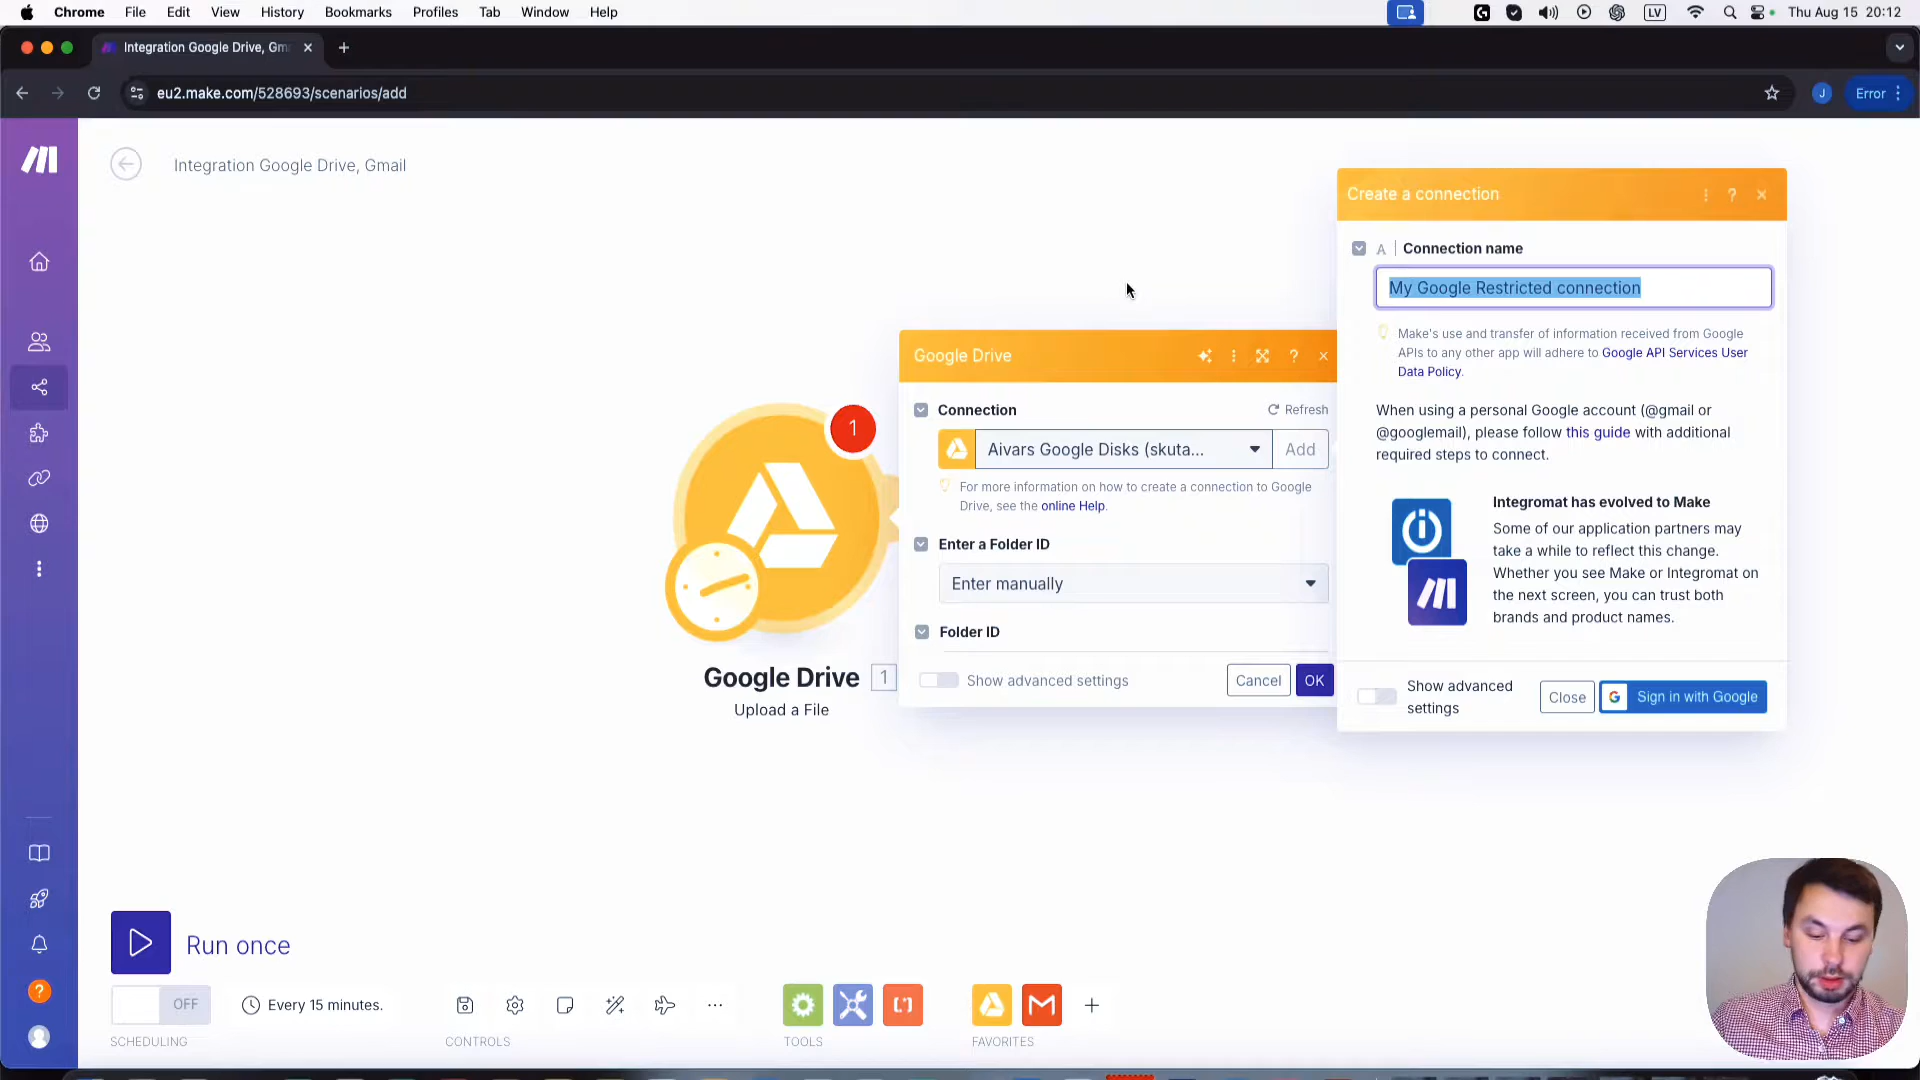 Chrome File Edit View History Bookmarks Profiles Tab Window Help
LV
Thu Aug 15 20:12
Integration Google Drive, Gm
eu2.make.com/528693/scenarios/add
J
Error
Integration Google Drive, Gmail
Create a connection
A | Connection name
My Google Restricted connection
Make's use and transfer of information received from Google
APIs to any other app will adhere to Google API Services User
Data Policy.
When using a personal Google account (@gmail or
@googlemail), please follow this guide with additional
required steps to connect.
Integromat has evolved to Make
Some of our application partners may
take a while to reflect this change.
Whether you see Make or Integromat on
the next screen, you can trust both
brands and product names.
Show advanced
settings
Close
Sign in with Google
Google Drive
Connection
Refresh
Aivars Google Disks (skuta...
Add
For more information on how to create a connection to Google
Drive, see the online Help.
Enter a Folder ID
Enter manually
Folder ID
Show advanced settings
Cancel
OK
1
Google Drive 1
Upload a File
Run once
OFF
Every 15 minutes.
SCHEDULING
CONTROLS
TOOLS
FAVORITES